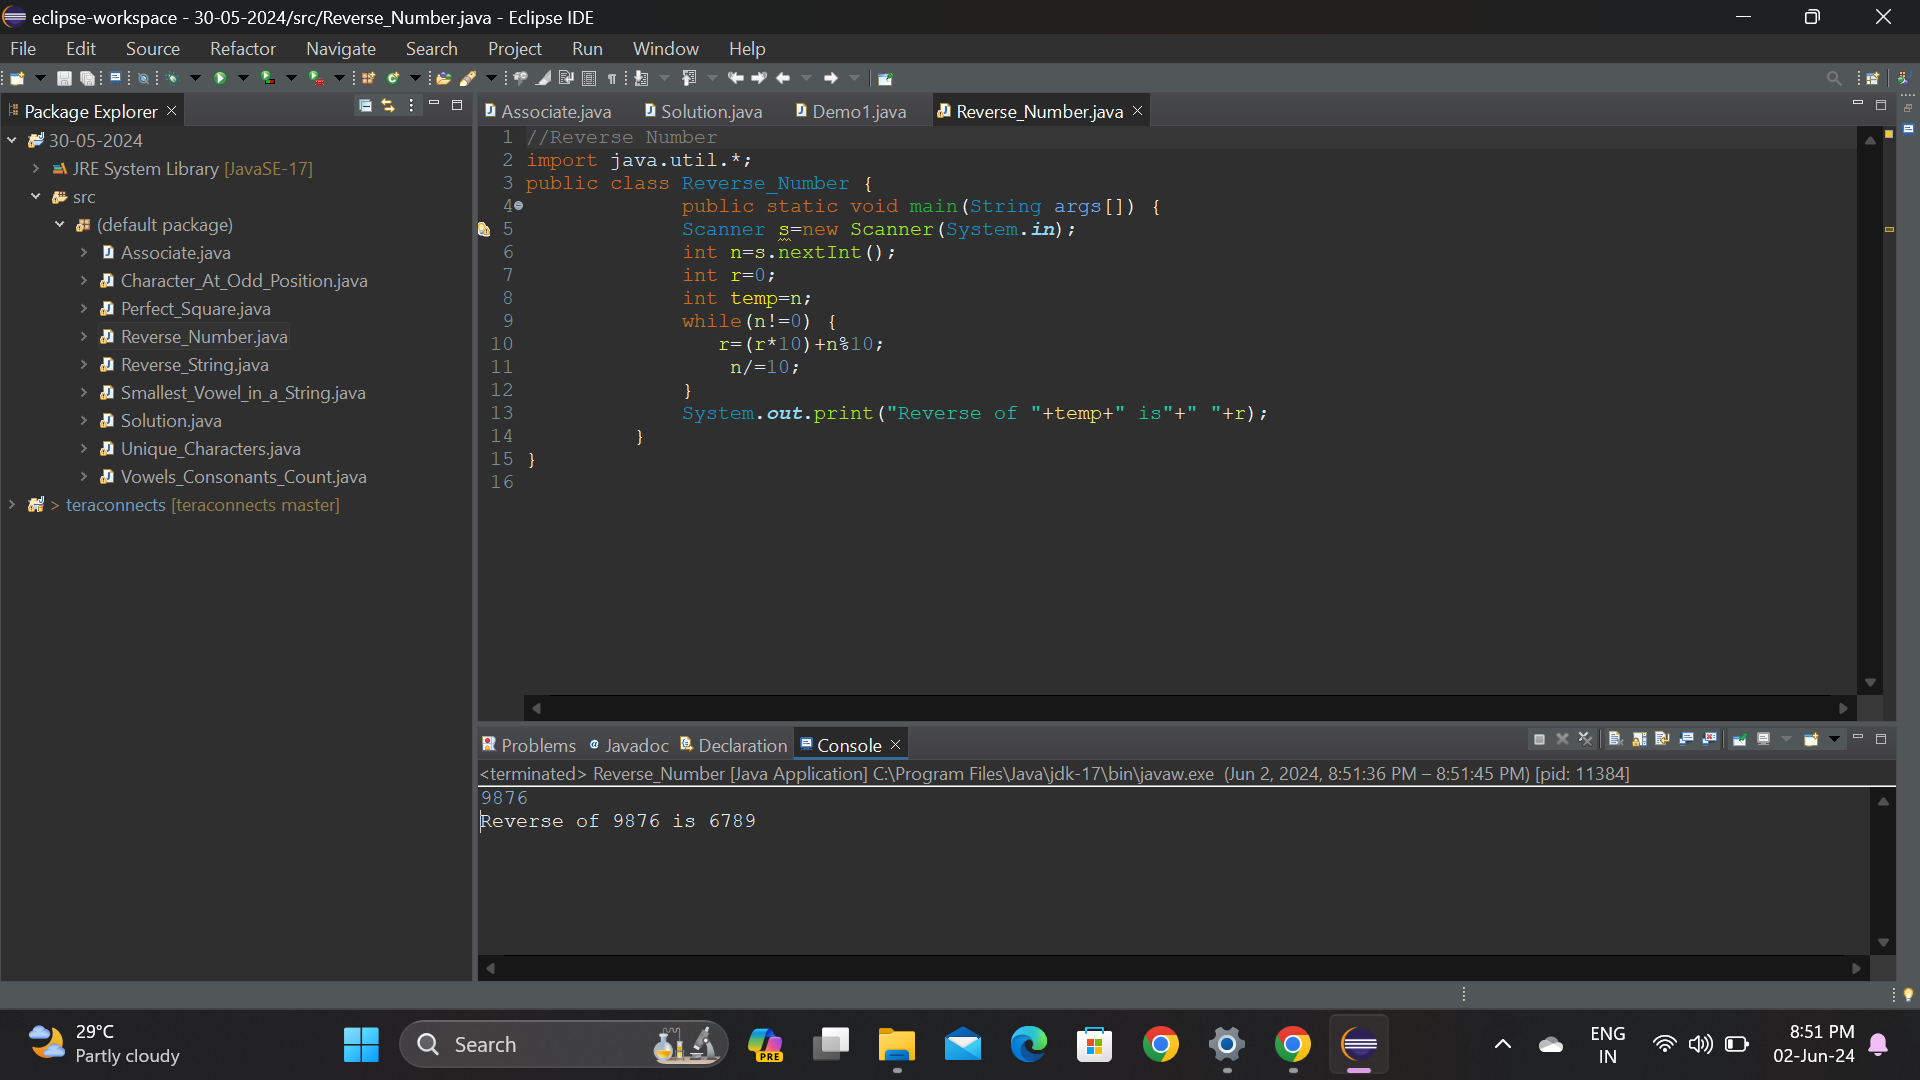 eclipse-workspace - 30-05-2024/src/Reverse_Number.java - Eclipse IDE
File Edit Source Refactor Navigate Search Project Run Window Help
Package Explorer
Associate.java Solution.java Demo1.java Reverse_Number.java
30-05-2024
JRE System Library [JavaSE-17]
src
(default package)
Associate.java
Character_At_Odd_Position.java
Perfect_Square.java
Reverse_Number.java
Reverse_String.java
Smallest_Vowel_in_a_String.java
Solution.java
Unique_Characters.java
Vowels_Consonants_Count.java
> teraconnects [teraconnects master]
1 //Reverse Number
2 import java.util.*;
3 public class Reverse_Number {
4 public static void main(String args[]) {
5 Scanner s=new Scanner(System.in);
6 int n=s.nextInt();
7 int r=0;
8 int temp=n;
9 while(n!=0) {
10 r=(r*10)+n%10;
11 n/=10;
12 }
13 System.out.print("Reverse of "+temp+" is"+" "+r);
14 }
15 }
16
Problems Javadoc Declaration Console
<terminated> Reverse_Number [Java Application] C:\Program Files\Java\jdk-17\bin\javaw.exe (Jun 2, 2024, 8:51:36 PM – 8:51:45 PM) [pid: 11384]
9876
Reverse of 9876 is 6789
29°C
Partly cloudy
Search
PRE
ENG
IN
8:51 PM
02-Jun-24